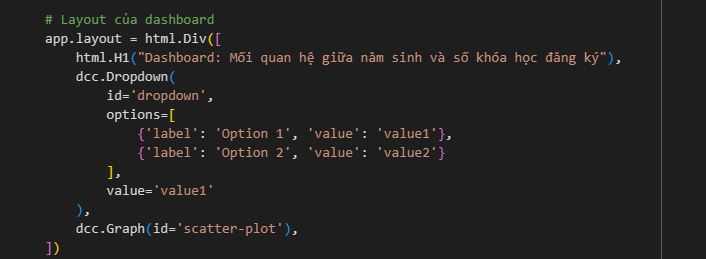 # Layout của dashboard
app.layout = html.Div([
html.H1("Dashboard: Mối quan hệ giữa năm sinh và số khóa học đăng ký"),
dcc.Dropdown(
id='dropdown',
options=[
{'label': 'Option 1', 'value': 'value1'},
{'label': 'Option 2', 'value': 'value2'}
],
value='value1'
),
dcc.Graph(id='scatter-plot'),
])